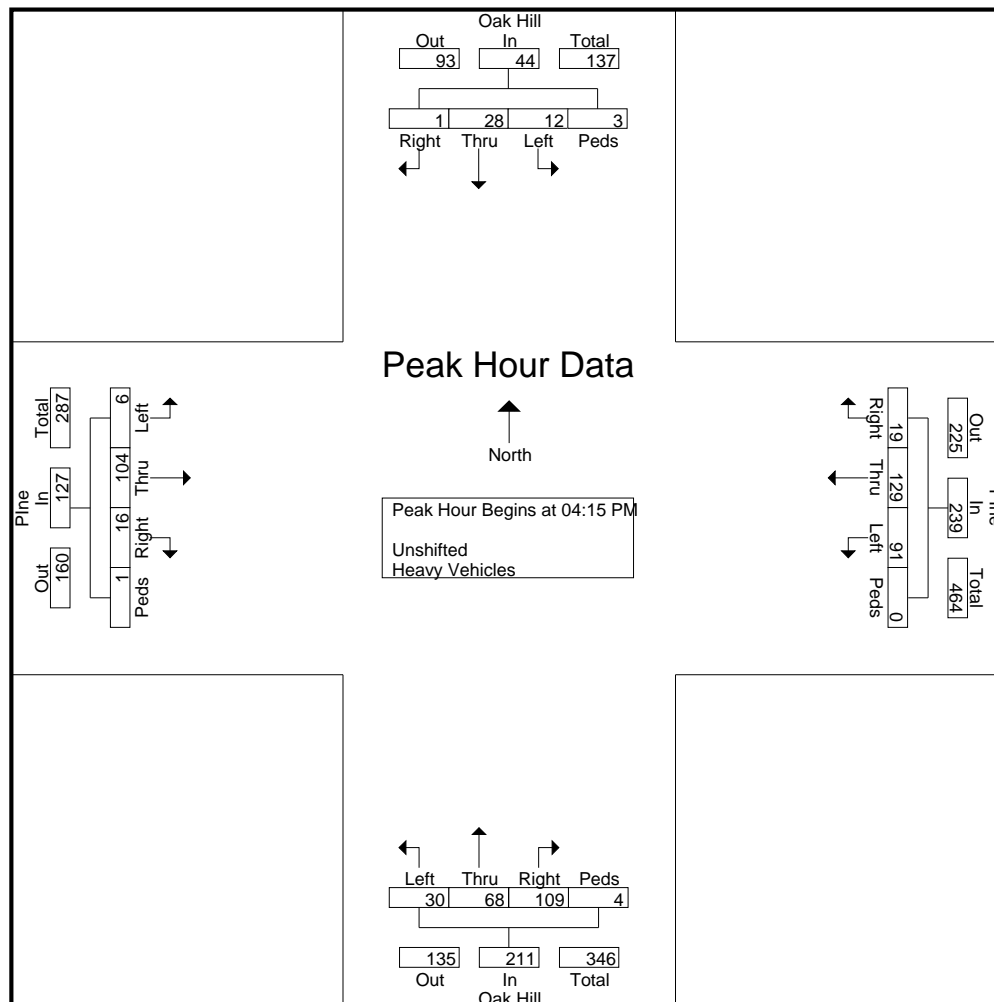 Oak Hill
Out In Total
93 44 137
1 28 12 3
Right Thru Left Peds
Peak Hour Data
North
Peak Hour Begins at 04:15 PM
Unshifted
Heavy Vehicles
PIne
Out In Total
160 127 287
6 104 16 1
Left Thru Right Peds
Out In Total
225 239 464
19 129 91 0
Right Thru Left Peds
Left Thru Right Peds
30 68 109 4
135 211 346
Out In Total
Oak Hill